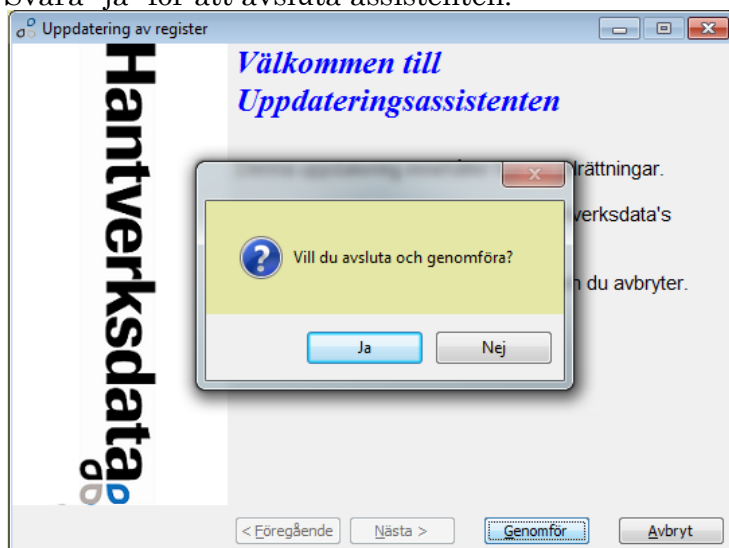 Svara "ja" för att avsluta assistenten.
Uppdatering av register
Hantverksdata
Välkommen till
Uppdateringsassistenten
lrättningar.
verksdata's
du avbryter.
Vill du avsluta och genomföra?
Ja
Nej
< Föregående
Nästa >
Genomför
Avbryt